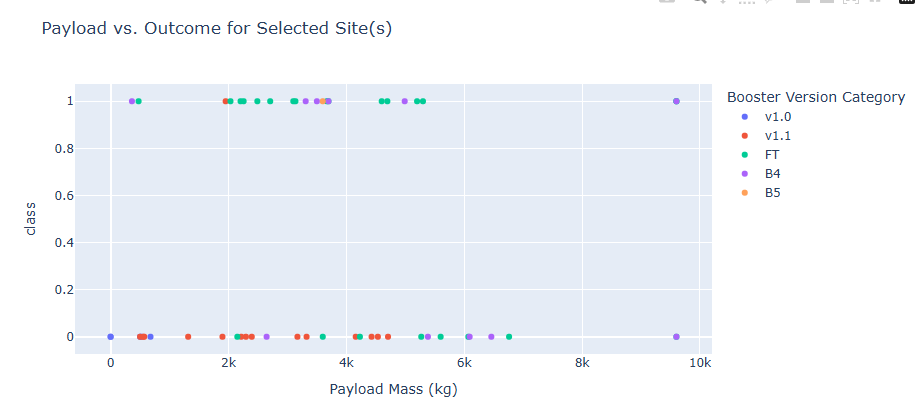 Payload vs. Outcome for Selected Site(s)
Booster Version Category
v1.0
v1.1
FT
B4
B5
1
0.8
0.6
0.4
0.2
0
class
0 2k 4k 6k 8k 10k
Payload Mass (kg)